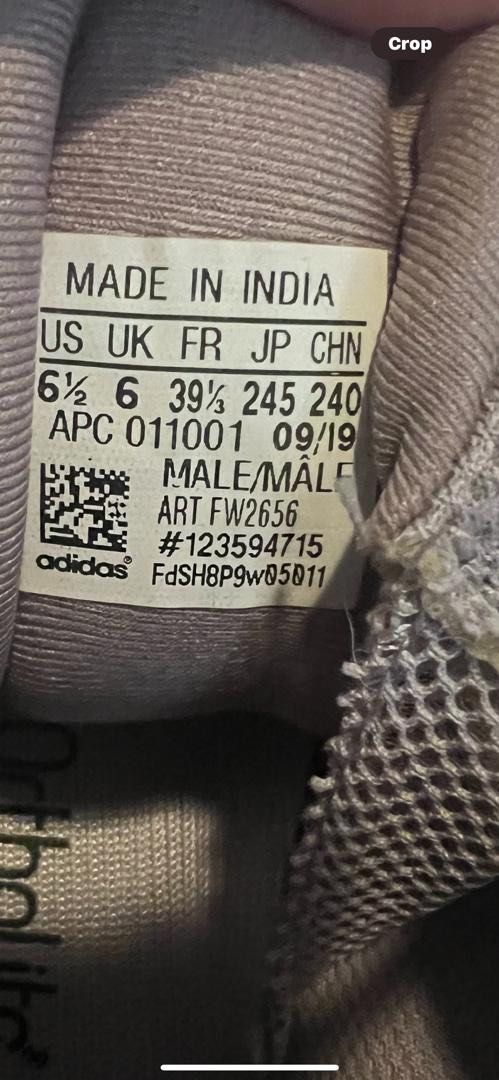 Crop
MADE IN INDIA
US UK FR JP CHN
6½ 6 39⅓ 245 240
APC 011001 09/19
MALE/MÂLE
ART FW2656
#123594715
adidas® FdSH8P9w05011
Ortholite™